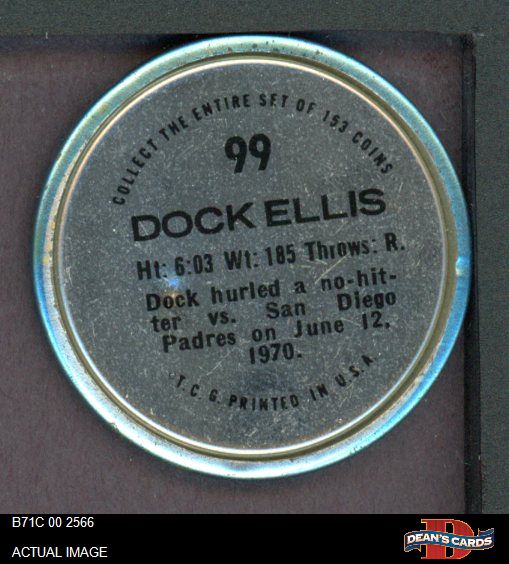 COLLECT THE ENTIRE SET OF 153 COINS
99
DOCK ELLIS
Ht: 6:03 Wt: 185 Throws: R.
Dock hurled a no-hit-
ter vs. San Diego
Padres on June 12,
1970.
T. C. G. PRINTED IN U.S.A.
B71C 00 2566
ACTUAL IMAGE
D
DEAN'S CARDS